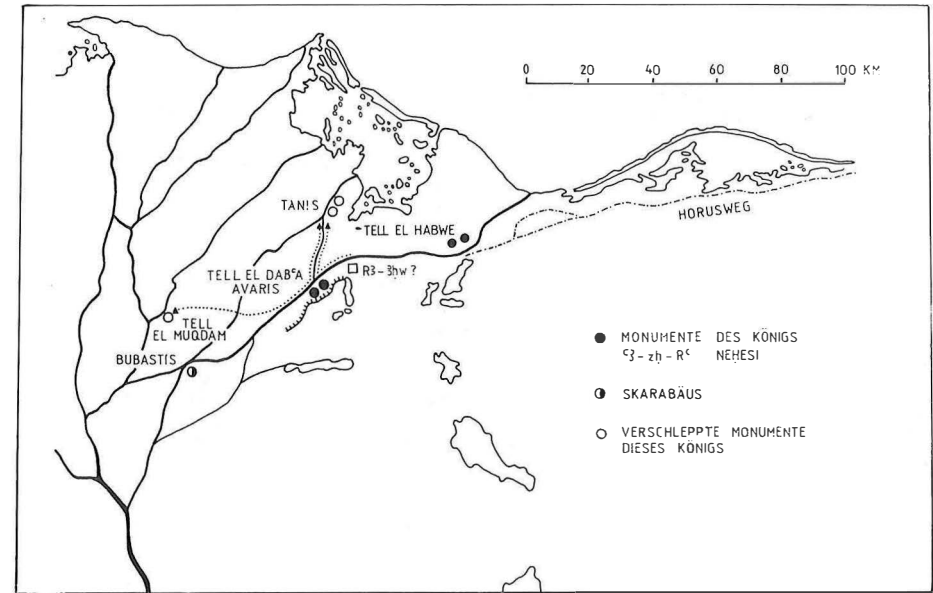 0 20 40 60 80 100 KM
HORUSWEG
TANIS
TELL EL HABWE
R3-3ḥw ?
TELL EL DABᶜA
AVARIS
TELL
EL MUQDAM
BUBASTIS
MONUMENTE DES KÖNIGS
ᶜ3-zḥ-Rᶜ NEḤESI
SKARABÄUS
VERSCHLEPPTE MONUMENTE
DIESES KÖNIGS